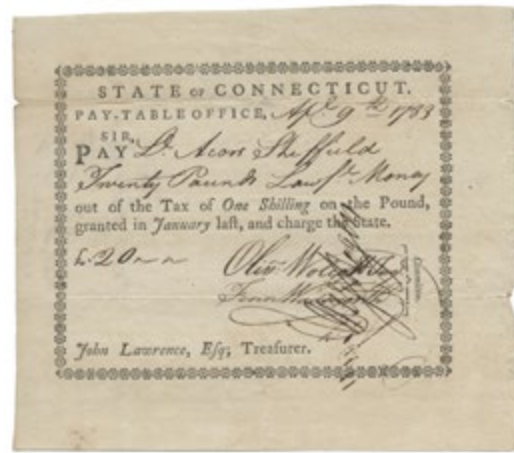 STATE OF CONNECTICUT.
PAY-TABLE OFFICE, Apl. 9th 1783
SIR,
PAY Lt. Acors Sheffield
Twenty Pounds Lawfl. Money
out of the Tax of One Shilling on the Pound,
granted in January last, and charge the State.
£.20
Olivr. Wolcott
John Lawrence, Esq; Treasurer.